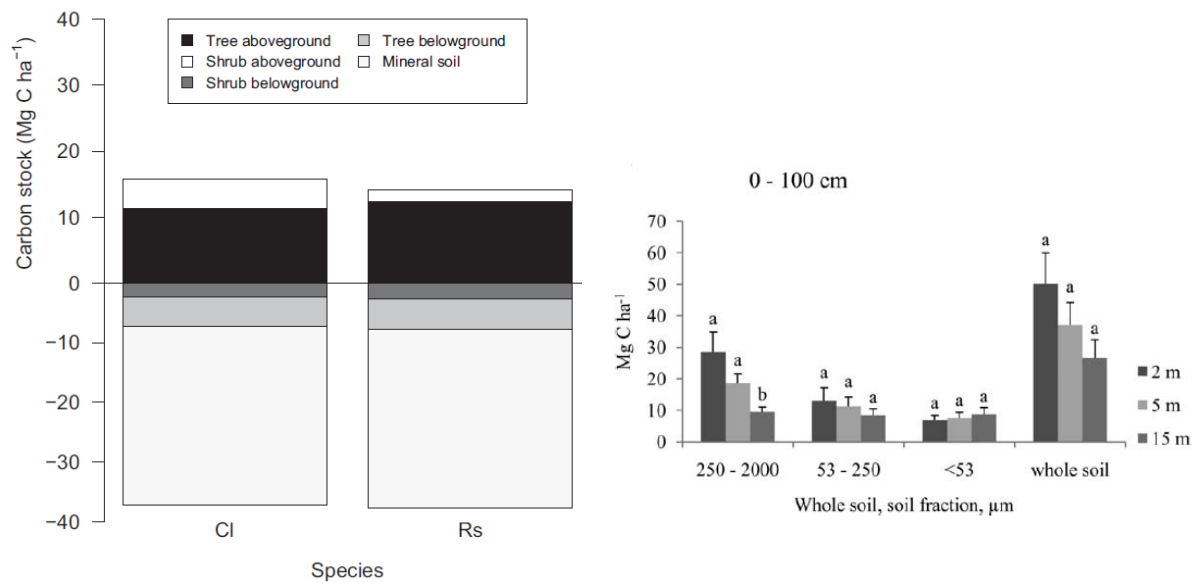 Carbon stock (Mg C ha−1)
40
30
20
10
0
−10
−20
−30
−40
Tree aboveground
Tree belowground
Shrub aboveground
Mineral soil
Shrub belowground
Cl
Rs
Species
0 - 100 cm
Mg C ha-1
70
60
50
40
30
20
10
0
a
a
b
a
a
a
a
a
a
a
a
a
2 m
5 m
15 m
250 - 2000
53 - 250
<53
whole soil
Whole soil, soil fraction, µm